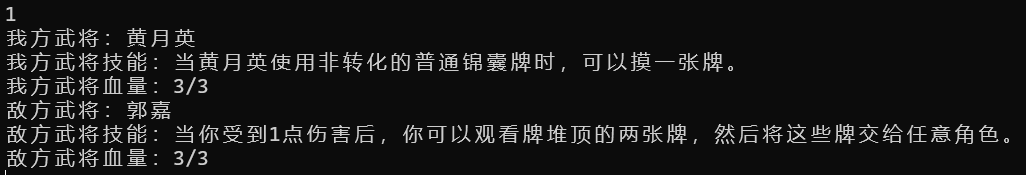 1
我方武将：黄月英
我方武将技能：当黄月英使用非转化的普通锦囊牌时，可以摸一张牌。
我方武将血量：3/3
敌方武将：郭嘉
敌方武将技能：当你受到1点伤害后，你可以观看牌堆顶的两张牌，然后将这些牌交给任意角色。
敌方武将血量：3/3